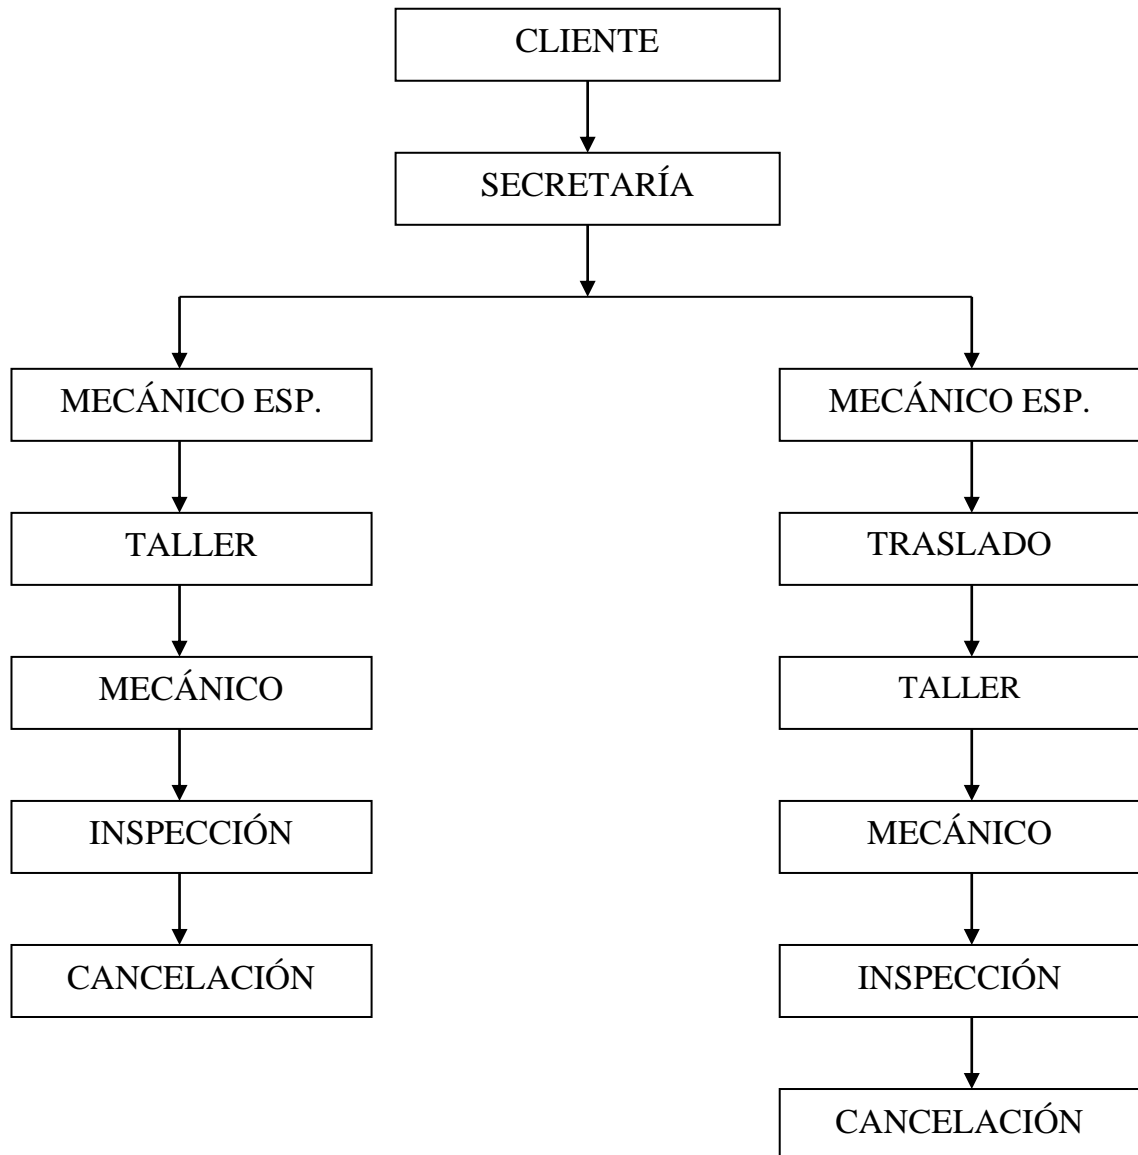 CLIENTE
SECRETARÍA
MECÁNICO ESP.
TALLER
MECÁNICO
INSPECCIÓN
CANCELACIÓN
MECÁNICO ESP.
TRASLADO
TALLER
MECÁNICO
INSPECCIÓN
CANCELACIÓN